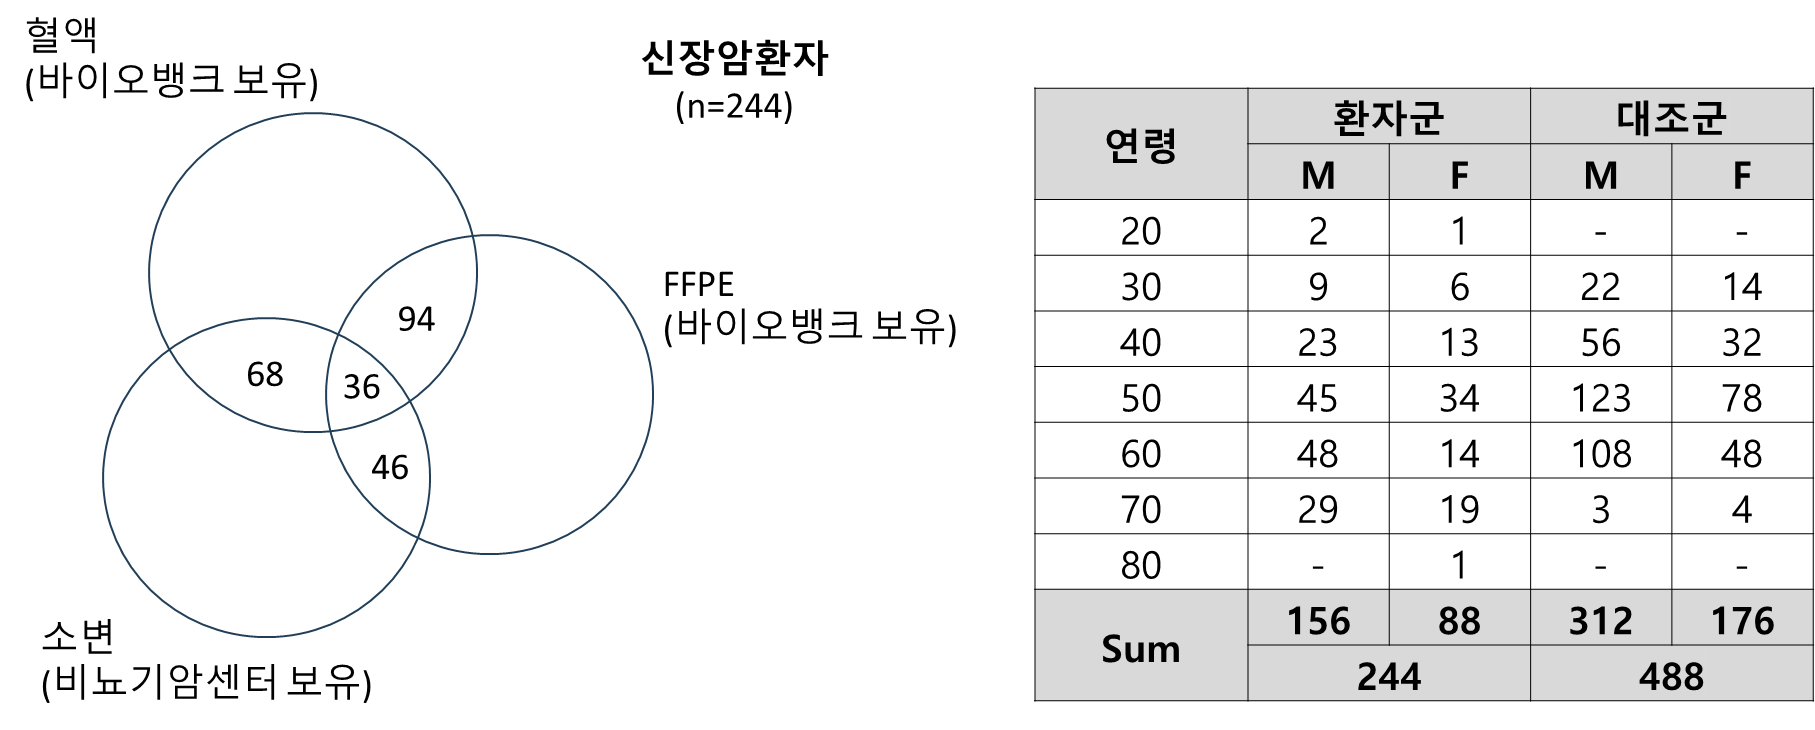 혈액
(바이오뱅크 보유)
신장암환자
(n=244)
FFPE
(바이오뱅크 보유)
94
68
36
46
소변
(비뇨기암센터 보유)
연령 환자군 대조군
M F M F
20 2 1 - -
30 9 6 22 14
40 23 13 56 32
50 45 34 123 78
60 48 14 108 48
70 29 19 3 4
80 - 1 - -
Sum 156 88 312 176
244 488